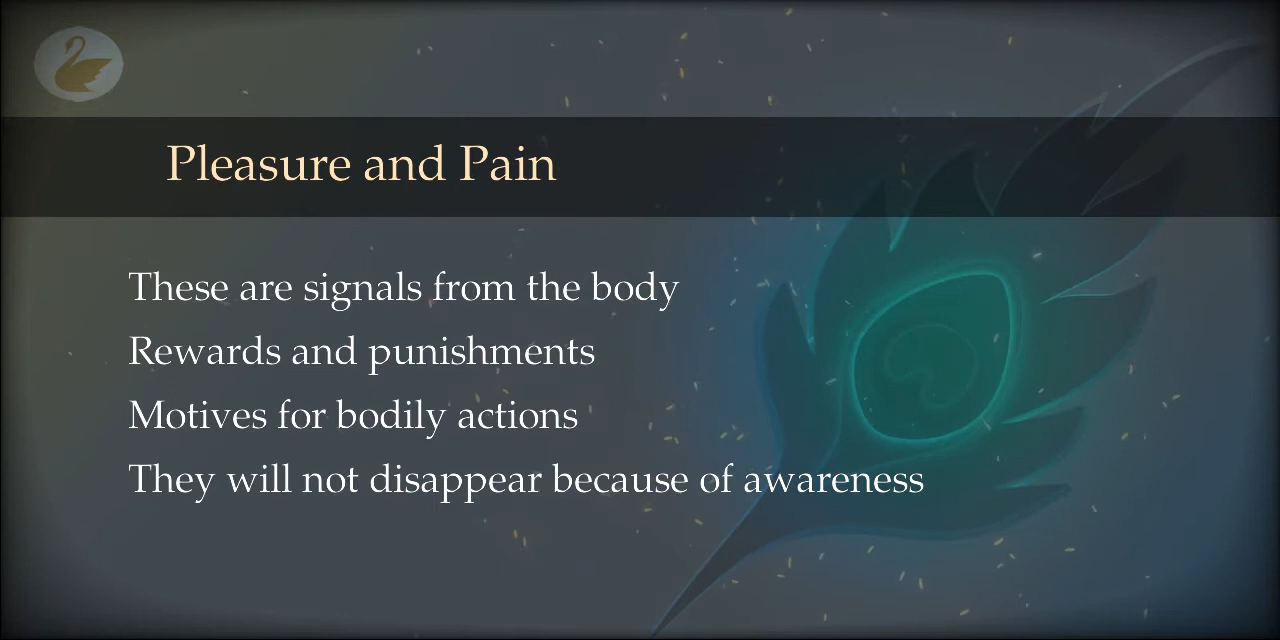 Pleasure and Pain
These are signals from the body
Rewards and punishments
Motives for bodily actions
They will not disappear because of awareness